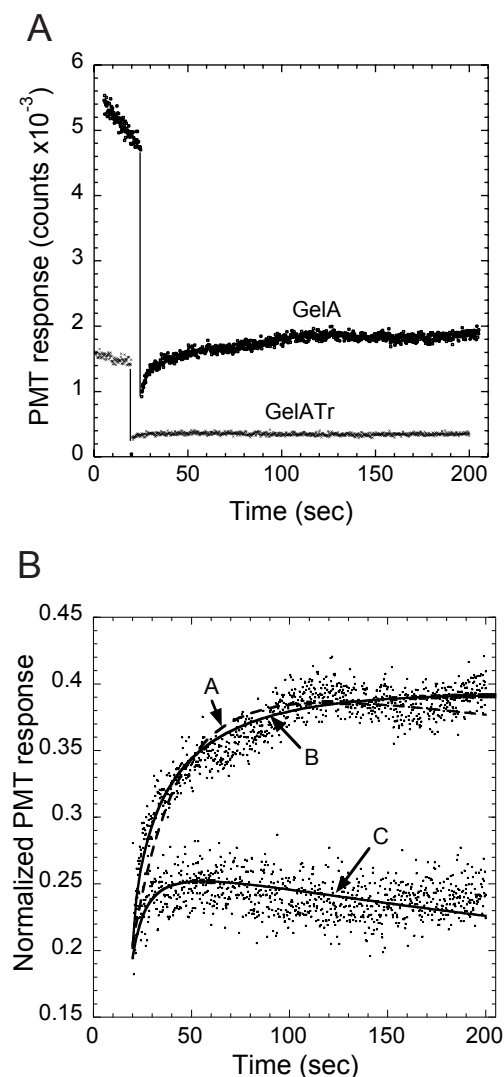 A
PMT response (counts x10⁻³)
6
5
4
3
2
1
0
GelA
GelATr
0 50 100 150 200
Time (sec)
B
Normalized PMT response
0.45
0.4
0.35
0.3
0.25
0.2
0.15
A
B
C
0 50 100 150 200
Time (sec)